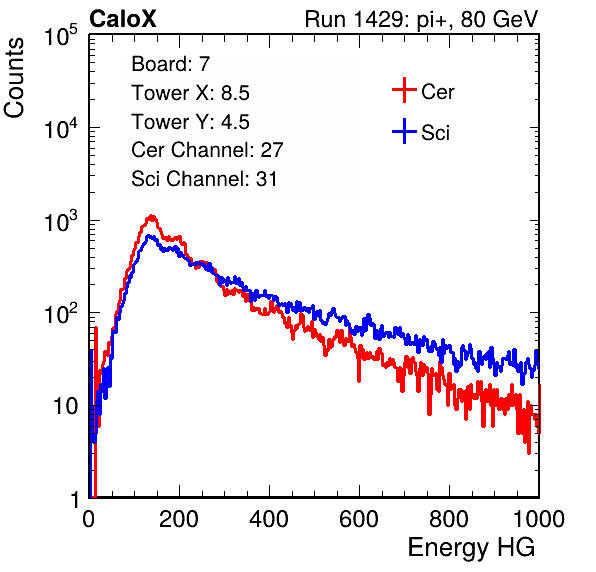 CaloX Run 1429: pi+, 80 GeV
Counts
Board: 7
Tower X: 8.5
Tower Y: 4.5
Cer Channel: 27
Sci Channel: 31
Cer
Sci
10^5
10^4
10^3
10^2
10
1
0 200 400 600 800 1000
Energy HG